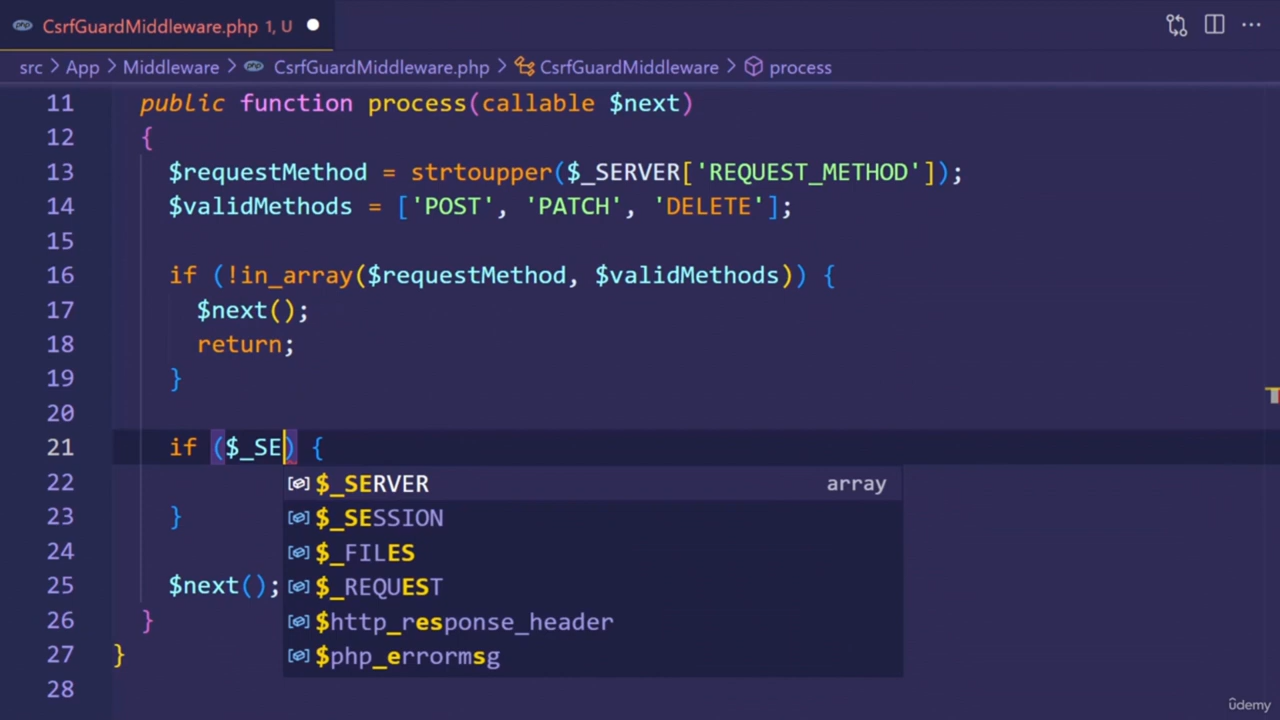 CsrfGuardMiddleware.php 1, U
src > App > Middleware > CsrfGuardMiddleware.php > CsrfGuardMiddleware > process
11 public function process(callable $next)
12 {
13 $requestMethod = strtoupper($_SERVER['REQUEST_METHOD']);
14 $validMethods = ['POST', 'PATCH', 'DELETE'];
15
16 if (!in_array($requestMethod, $validMethods)) {
17 $next();
18 return;
19 }
20
21 if ($_SE) {
22 $_SERVER array
$_SESSION
23 }
$_FILES
24
25 $next(); $_REQUEST
26 } $http_response_header
27 } $php_errormsg
28
ûdemy